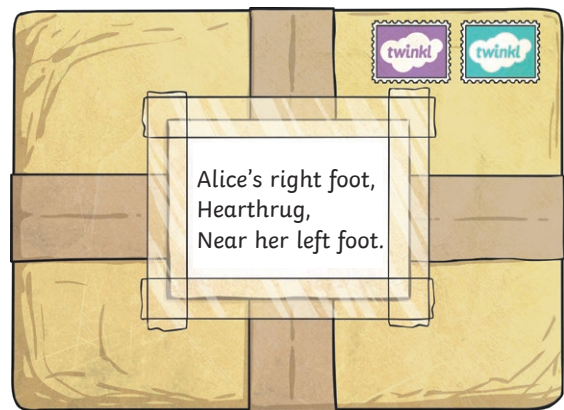 twinkl twinkl
Alice's right foot,
Hearthrug,
Near her left foot.